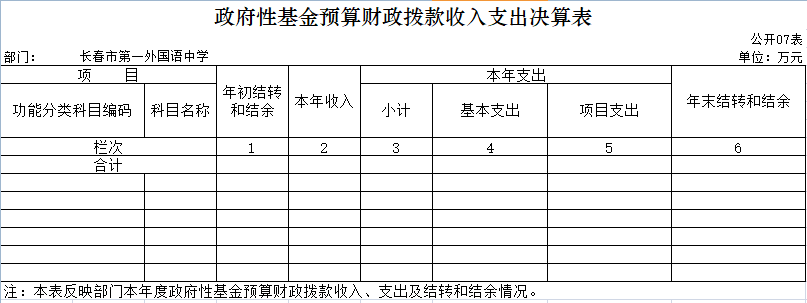 政府性基金预算财政拨款收入支出决算表
公开07表
部门： 长春市第一外国语中学 单位：万元
项 目 年初结转和结余 本年收入 本年支出 年末结转和结余
功能分类科目编码 科目名称 小计 基本支出 项目支出
栏次 1 2 3 4 5 6
合计
注：本表反映部门本年度政府性基金预算财政拨款收入、支出及结转和结余情况。